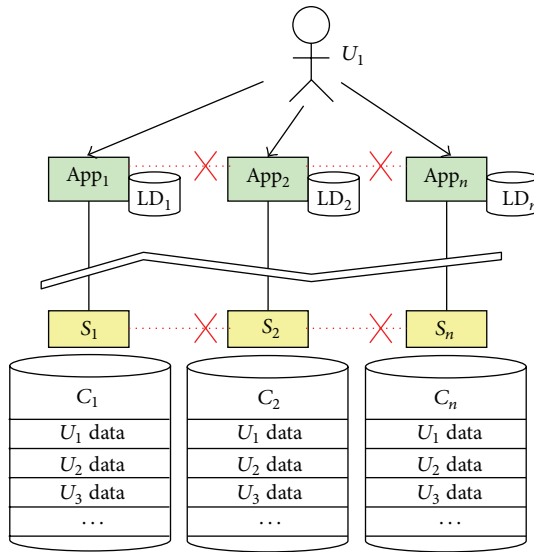 U₁
App₁ App₂ Appₙ
LD₁ LD₂ LDₙ
S₁ S₂ Sₙ
C₁ C₂ Cₙ
U₁ data U₁ data U₁ data
U₂ data U₂ data U₂ data
U₃ data U₃ data U₃ data
... ... ...